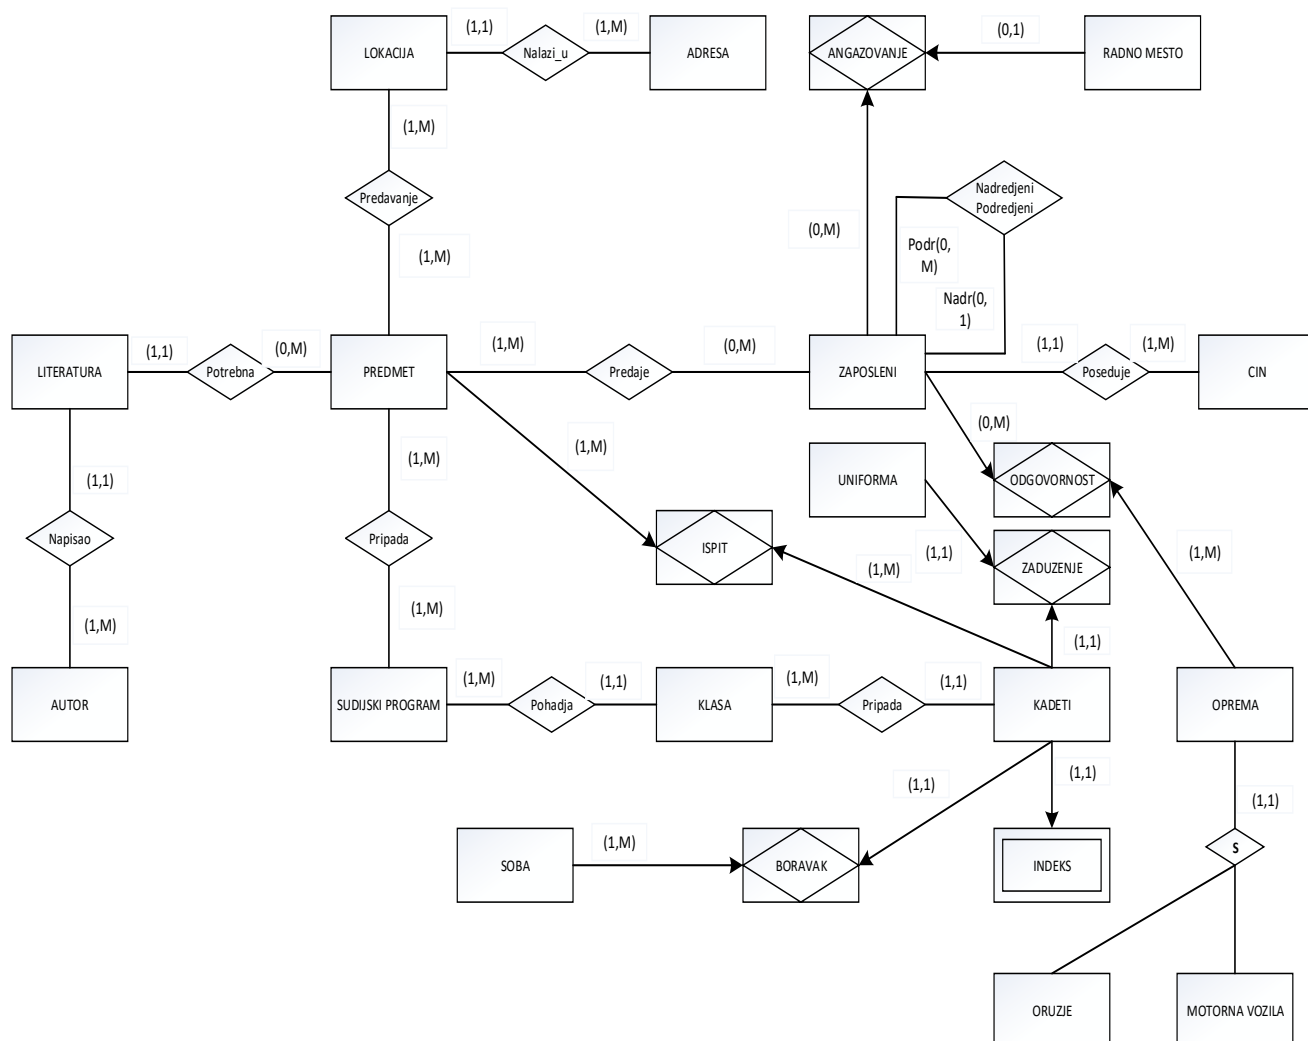 (1,1)
(1,M)
(0,1)
LOKACIJA
Nalazi_u
ADRESA
ANGAZOVANJE
RADNO MESTO
(1,M)
Predavanje
Nadredjeni
Podredjeni
(0,M)
Podr(0,
M)
(1,M)
Nadr(0,
1)
(1,1)
(0,M)
(1,M)
(0,M)
(1,1)
(1,M)
LITERATURA
Potrebna
PREDMET
Predaje
ZAPOSLENI
Poseduje
CIN
(0,M)
(1,M)
(1,M)
(1,1)
UNIFORMA
ODGOVORNOST
Napisao
Pripada
ISPIT
(1,M)
(1,1)
ZADUZENJE
(1,M)
(1,M)
(1,M)
(1,1)
(1,M)
(1,1)
(1,M)
(1,1)
AUTOR
SUDIJSKI PROGRAM
Pohadja
KLASA
Pripada
KADETI
OPREMA
(1,1)
(1,1)
(1,1)
(1,M)
SOBA
BORAVAK
INDEKS
S
ORUZJE
MOTORNA VOZILA